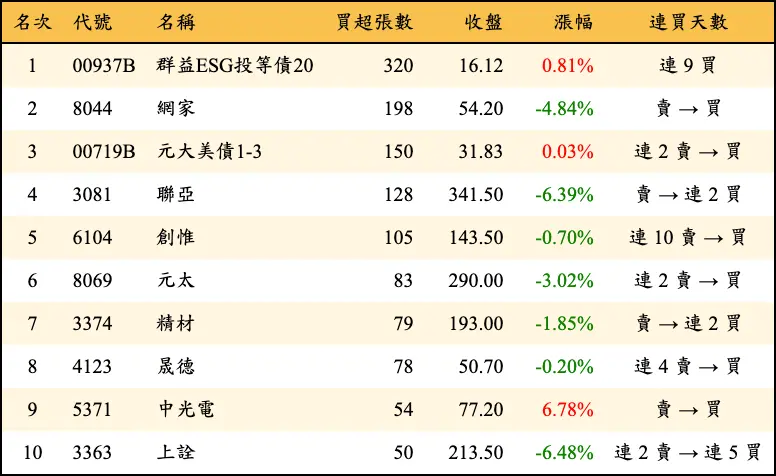 名次 代號 名稱 買超張數 收盤 漲幅 連買天數
1 00937B 群益ESG投等債20 320 16.12 0.81% 連 9 買
2 8044 網家 198 54.20 -4.84% 賣 → 買
3 00719B 元大美債1-3 150 31.83 0.03% 連 2 賣 → 買
4 3081 聯亞 128 341.50 -6.39% 賣 → 連 2 買
5 6104 創惟 105 143.50 -0.70% 連 10 賣 → 買
6 8069 元太 83 290.00 -3.02% 連 2 賣 → 買
7 3374 精材 79 193.00 -1.85% 賣 → 連 2 買
8 4123 晟德 78 50.70 -0.20% 連 4 賣 → 買
9 5371 中光電 54 77.20 6.78% 賣 → 買
10 3363 上詮 50 213.50 -6.48% 連 2 賣 → 連 5 買